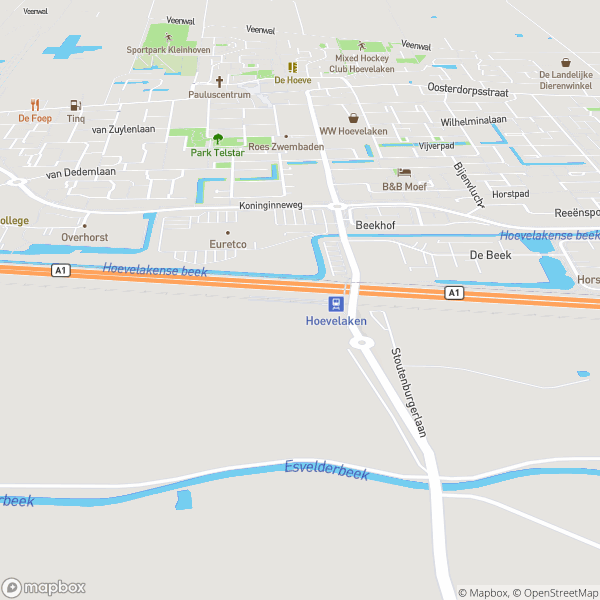 Veenwal
Veenwal
Veenwal
Veenwal
Sportpark Kleinhoven
Mixed Hockey
Club Hoevelaken
De Hoeve
De Landelijke
Dierenwinkel
Pauluscentrum
Oosterdorpsstraat
De Foep
Tinq
van Zuylenlaan
WW Hoevelaken
Wilhelminalaan
Park Telstar
Roes Zwembaden
Vijverpad
van Dedemlaan
B&B Moef
Bijenvlucht
Horstpad
Koninginneweg
Reeënspo
ollege
Overhorst
Euretco
Beekhof
Hoevelakense beek
De Beek
A1
Hoevelakense beek
Hors
A1
Hoevelaken
Stoutenburgerlaan
Esvelderbeek
rbeek
mapbox
© Mapbox, © OpenStreetMap